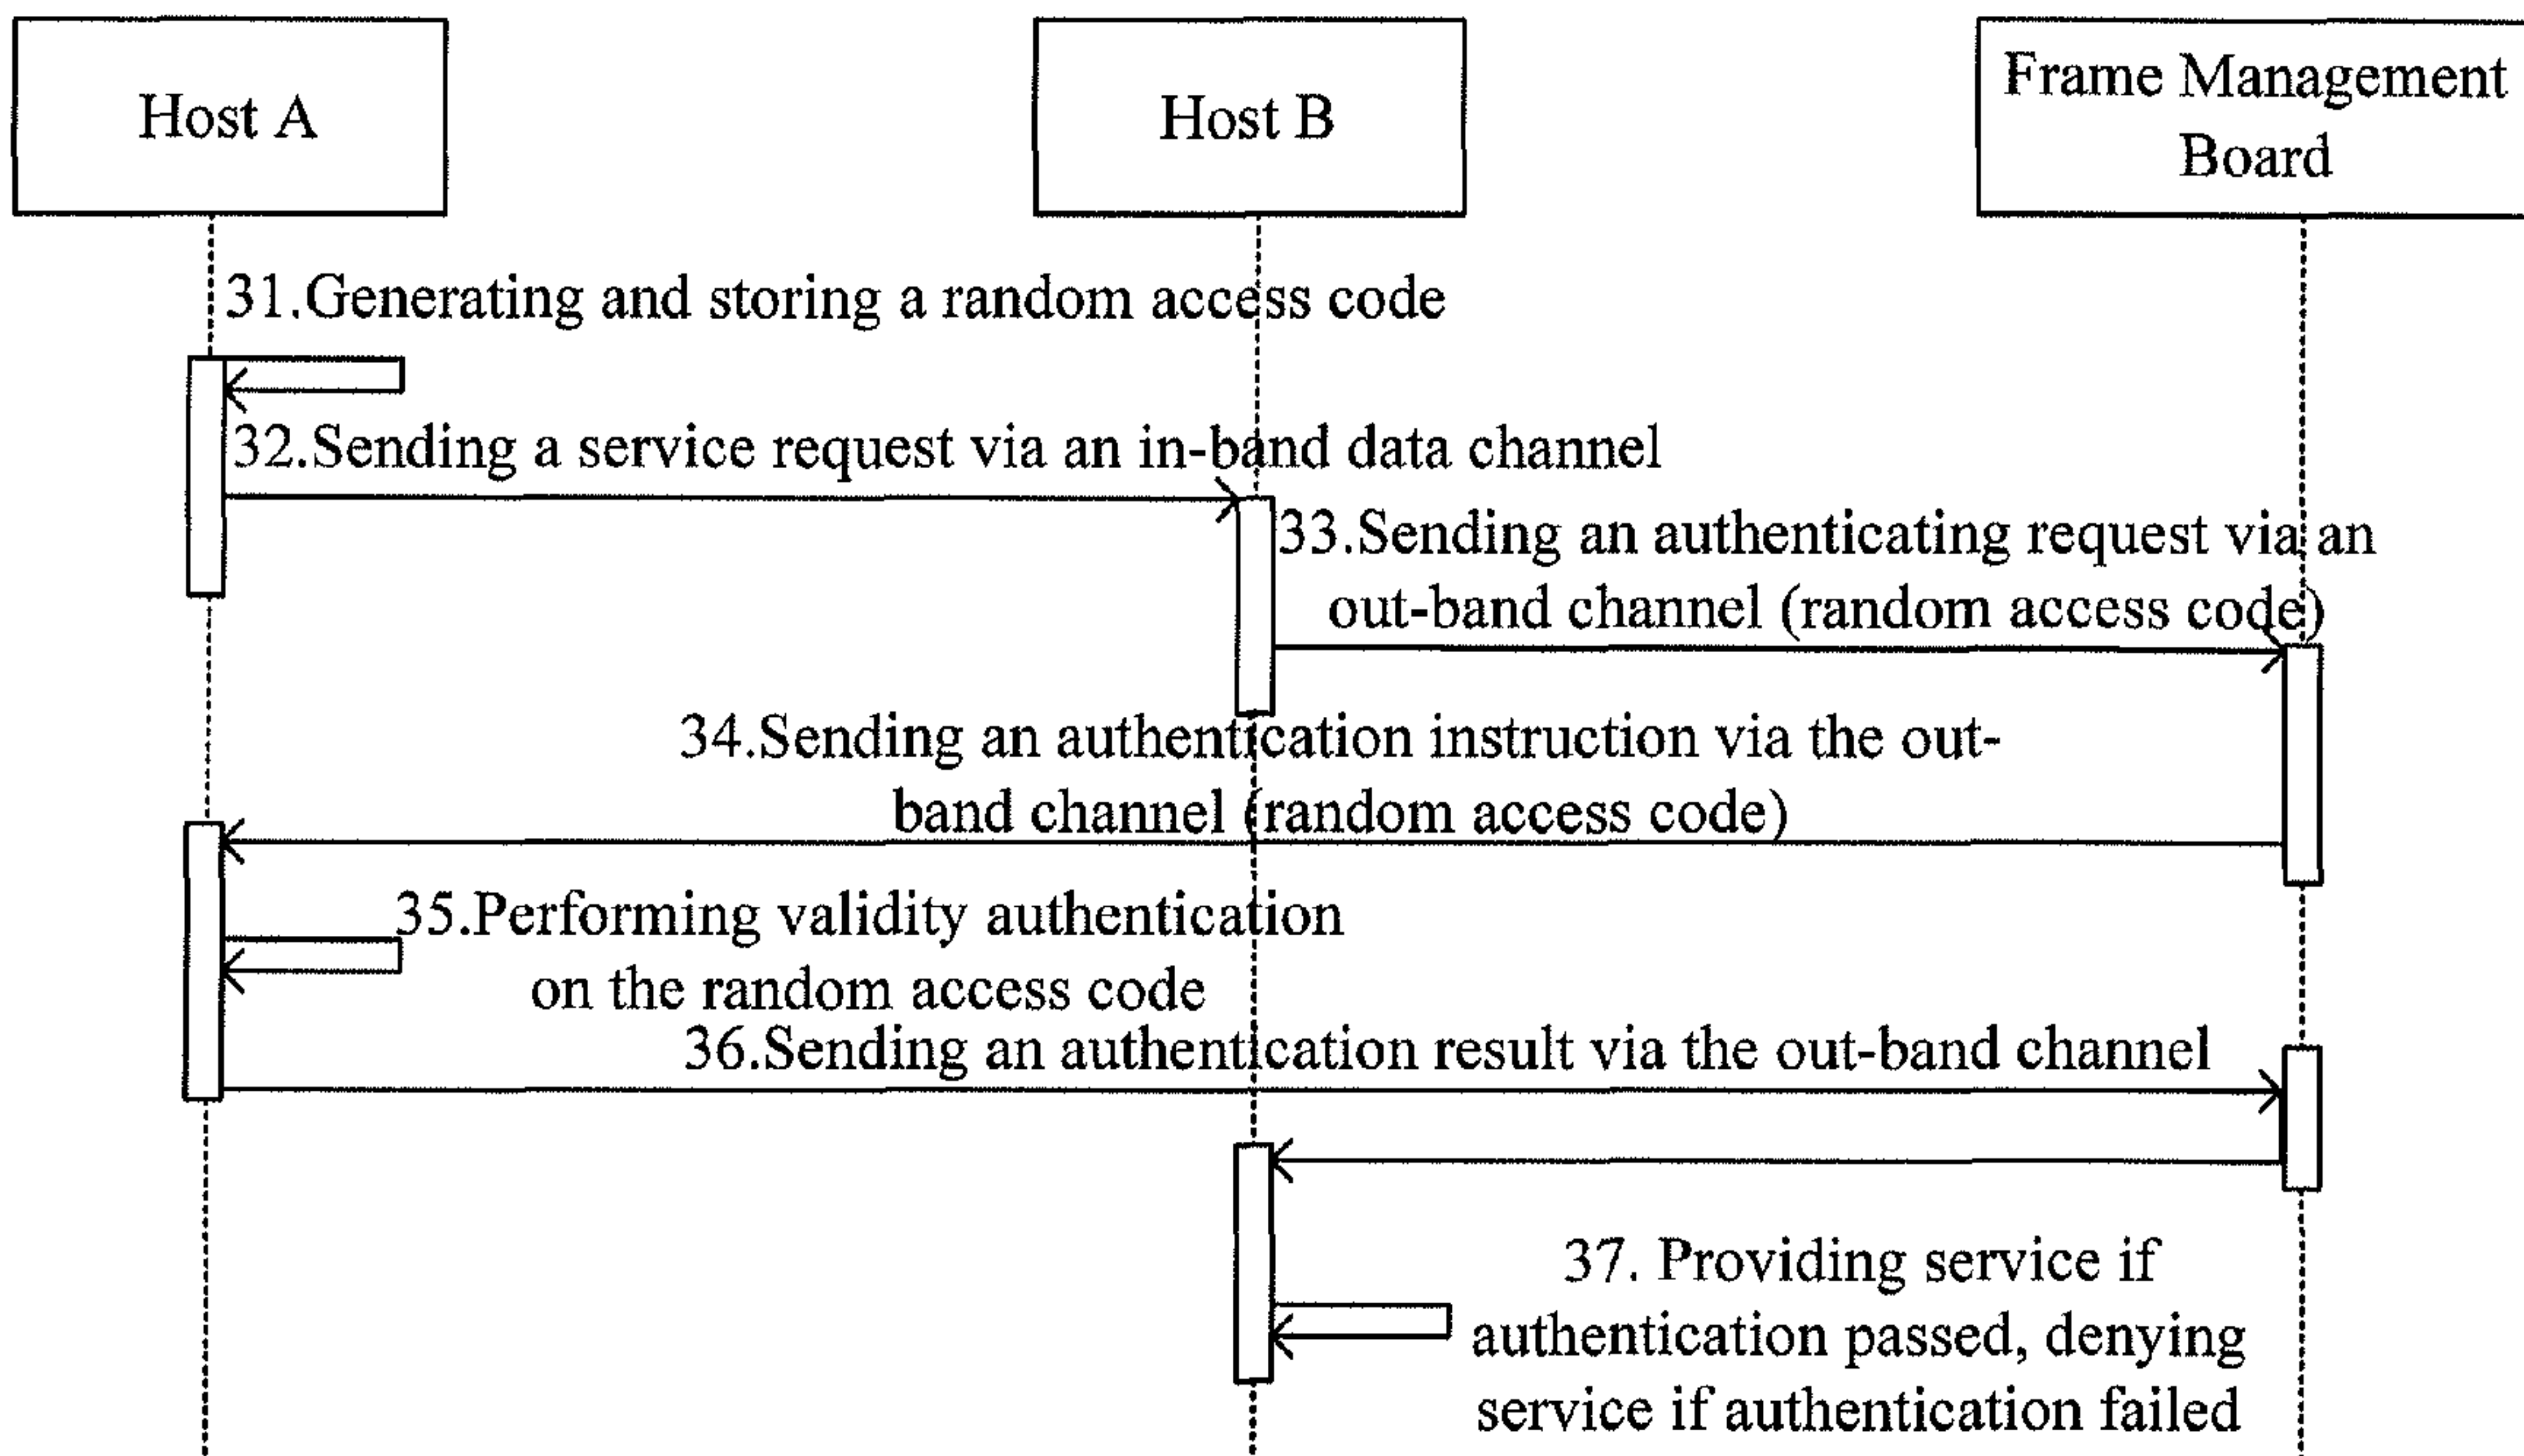 Host A
Host B
Frame Management
Board
31.Generating and storing a random access code
32.Sending a service request via an in-band data channel
33.Sending an authenticating request via an
out-band channel (random access code)
34.Sending an authentication instruction via the out-
band channel (random access code)
35.Performing validity authentication
on the random access code
36.Sending an authentication result via the out-band channel
37. Providing service if
authentication passed, denying
service if authentication failed